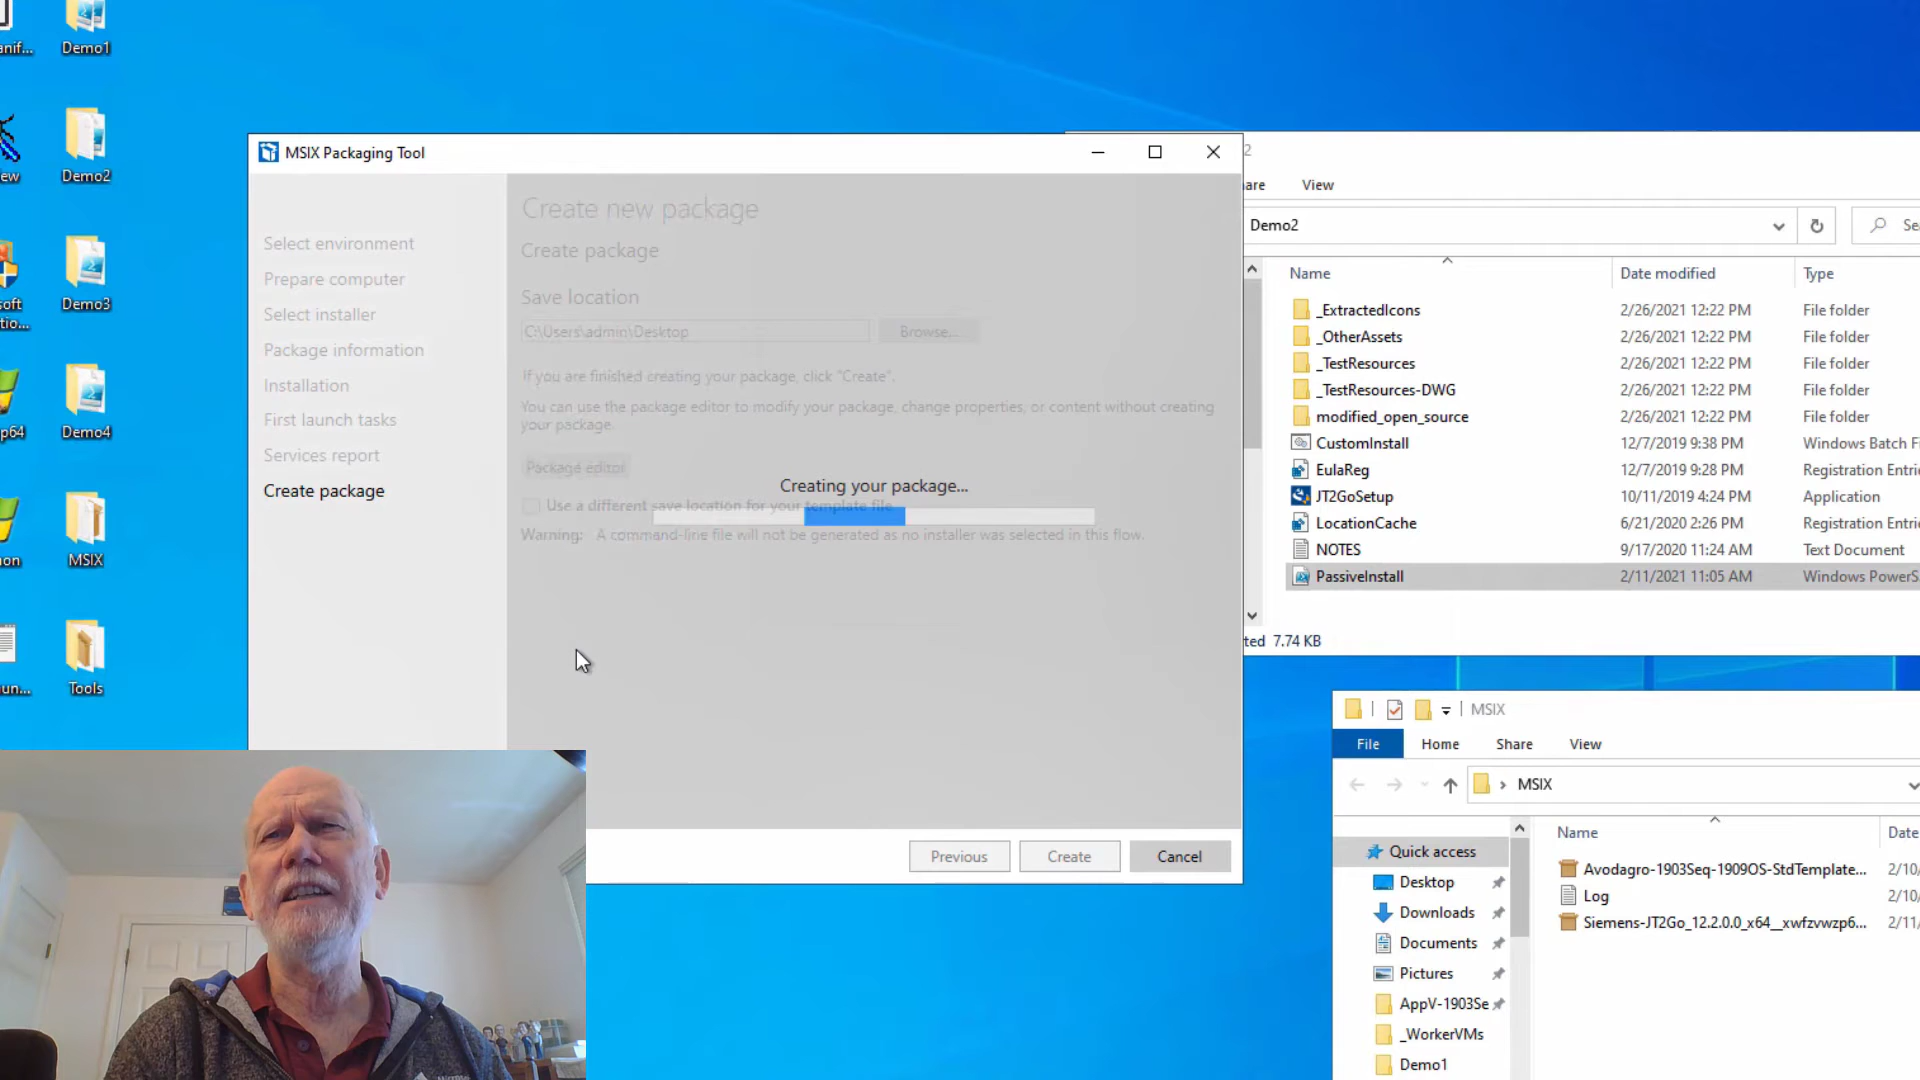 anif...
Demo1
ew
Demo2
soft
tio...
Demo3
p64
Demo4
on
MSIX
un...
Tools
MSIX Packaging Tool
Select environment
Prepare computer
Select installer
Package information
Installation
First launch tasks
Services report
Create package
Create new package
Create package
Save location
C:\Users\admin\Desktop
Browse...
If you are finished creating your package, click "Create".
You can use the package editor to modify your package, change properties, or content without creating
your package.
Package editor
Creating your package...
Use a different save location for your template file
Warning: A command-line file will not be generated as no installer was selected in this flow.
Previous
Create
Cancel
2
are
View
Demo2
Se
Name
Date modified
Type
_ExtractedIcons 2/26/2021 12:22 PM File folder
_OtherAssets 2/26/2021 12:22 PM File folder
_TestResources 2/26/2021 12:22 PM File folder
_TestResources-DWG 2/26/2021 12:22 PM File folder
modified_open_source 2/26/2021 12:22 PM File folder
CustomInstall 12/7/2019 9:38 PM Windows Batch Fi
EulaReg 12/7/2019 9:28 PM Registration Entrie
JT2GoSetup 10/11/2019 4:24 PM Application
LocationCache 6/21/2020 2:26 PM Registration Entrie
NOTES 9/17/2020 11:24 AM Text Document
PassiveInstall 2/11/2021 11:05 AM Windows PowerS
ted 7.74 KB
MSIX
File
Home
Share
View
MSIX
Quick access
Desktop
Downloads
Documents
Pictures
AppV-1903Se
_WorkerVMs
Demo1
Name
Date
Avodagro-1903Seq-1909OS-StdTemplate... 2/10/
Log 2/10/
Siemens-JT2Go_12.2.0.0_x64__xwfzvwzp6... 2/11/